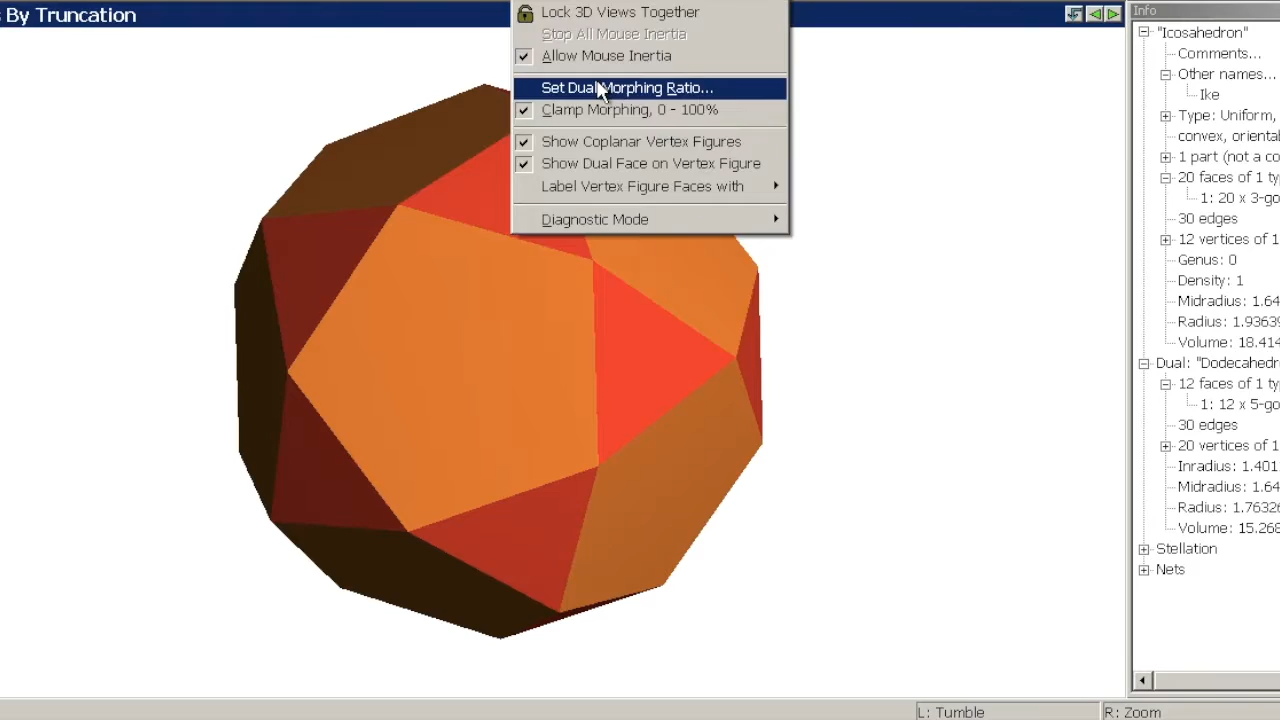 By Truncation
Lock 3D Views Together
Stop All Mouse Inertia
Allow Mouse Inertia
Set Dual Morphing Ratio...
Clamp Morphing, 0 - 100%
Show Coplanar Vertex Figures
Show Dual Face on Vertex Figure
Label Vertex Figure Faces with
Diagnostic Mode
Info
"Icosahedron"
Comments...
Other names...
Ike
Type: Uniform,
convex, orientab
1 part (not a co
20 faces of 1 ty
1: 20 x 3-go
30 edges
12 vertices of 1
Genus: 0
Density: 1
Midradius: 1.64
Radius: 1.93639
Volume: 18.414
Dual: "Dodecahedr
12 faces of 1 ty
1: 12 x 5-go
30 edges
20 vertices of 1
Inradius: 1.401
Midradius: 1.64
Radius: 1.76326
Volume: 15.268
Stellation
Nets
L: Tumble
R: Zoom